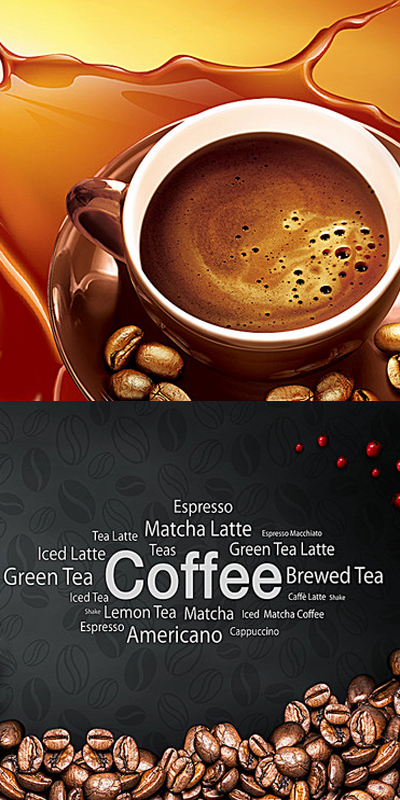 Espresso
Tea Latte Matcha Latte Espresso Macchiato
Iced Latte Teas Green Tea Latte
Green Tea Coffee Brewed Tea
Iced Tea Caffè Latte Shake
Shake Lemon Tea Matcha Iced Matcha Coffee
Espresso Americano Cappuccino